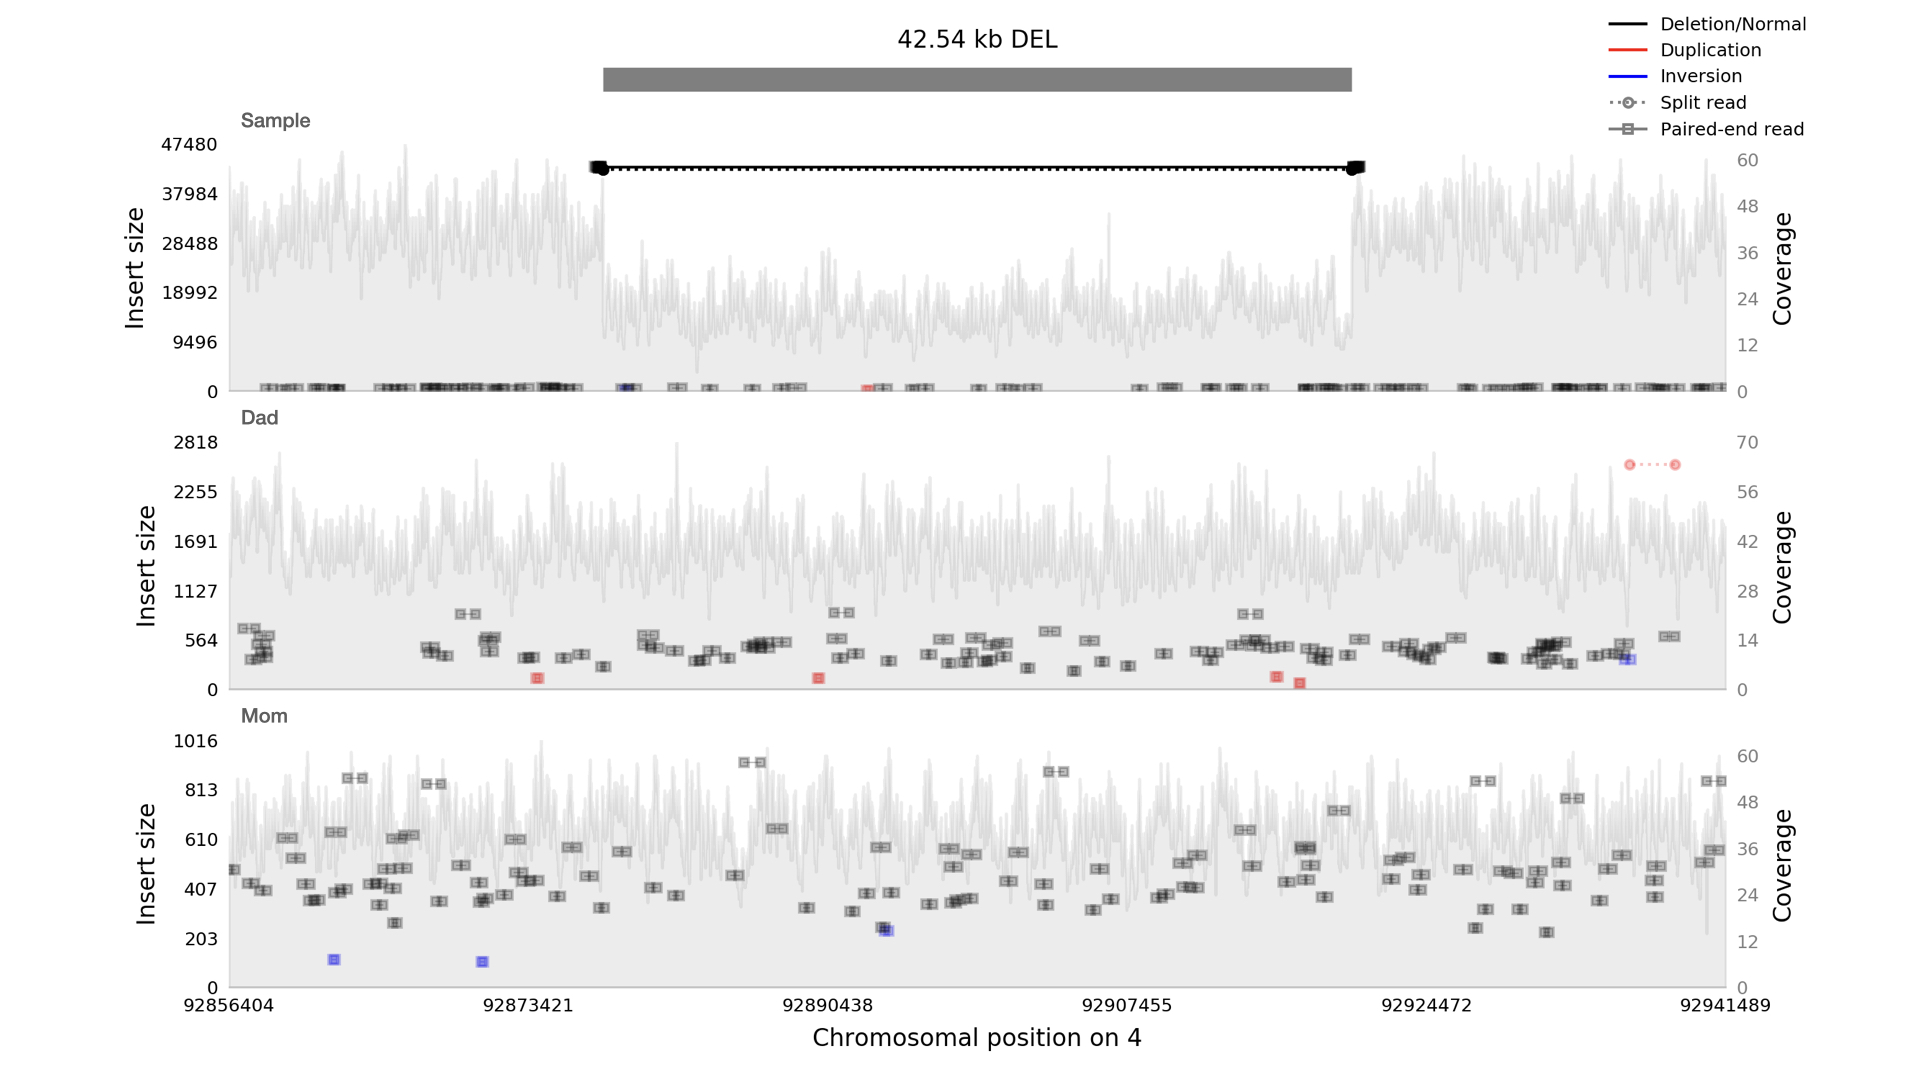 42.54 kb DEL
Deletion/Normal
Duplication
Inversion
Split read
Paired-end read
Sample
47480
37984
28488
18992
9496
0
Insert size
60
48
36
24
12
0
Coverage
Dad
2818
2255
1691
1127
564
0
Insert size
70
56
42
28
14
0
Coverage
Mom
1016
813
610
407
203
0
Insert size
60
48
36
24
12
0
Coverage
92856404 92873421 92890438 92907455 92924472 92941489
Chromosomal position on 4